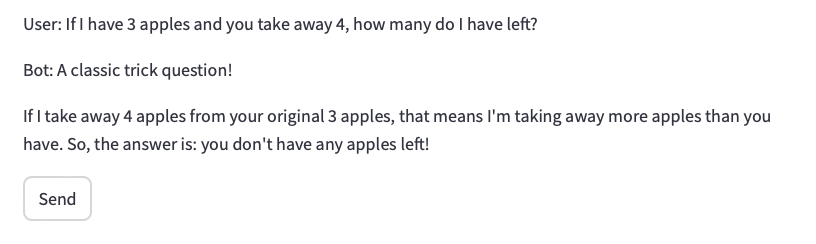 User: If I have 3 apples and you take away 4, how many do I have left?
Bot: A classic trick question!
If I take away 4 apples from your original 3 apples, that means I'm taking away more apples than you
have. So, the answer is: you don't have any apples left!
Send